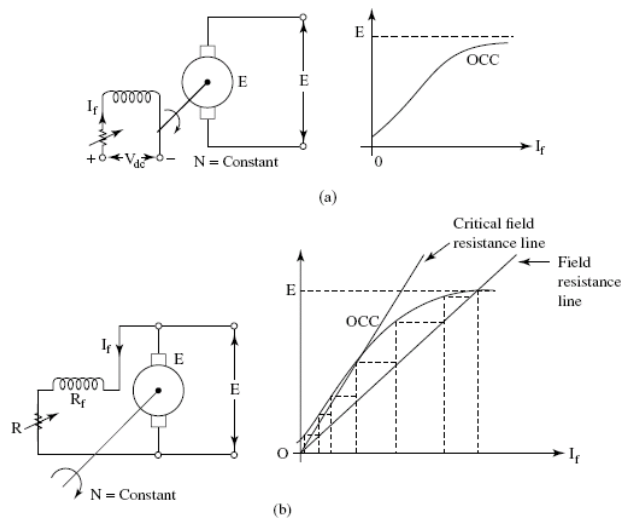 E
I_f
+
V_dc
−
N = Constant
E
E
OCC
0
I_f
(a)
I_f
R_f
R
E
E
N = Constant
Critical field
resistance line
Field
resistance
line
E
OCC
O
I_f
(b)